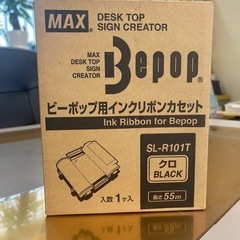 MAX DESK TOP SIGN CREATOR
MAX
DESK TOP
SIGN
CREATOR
Bepop®
ビーポップ用インクリボンカセット
Ink Ribbon for Bepop
SL-R101T
クロ
BLACK
入数1ヶ入
長さ55m